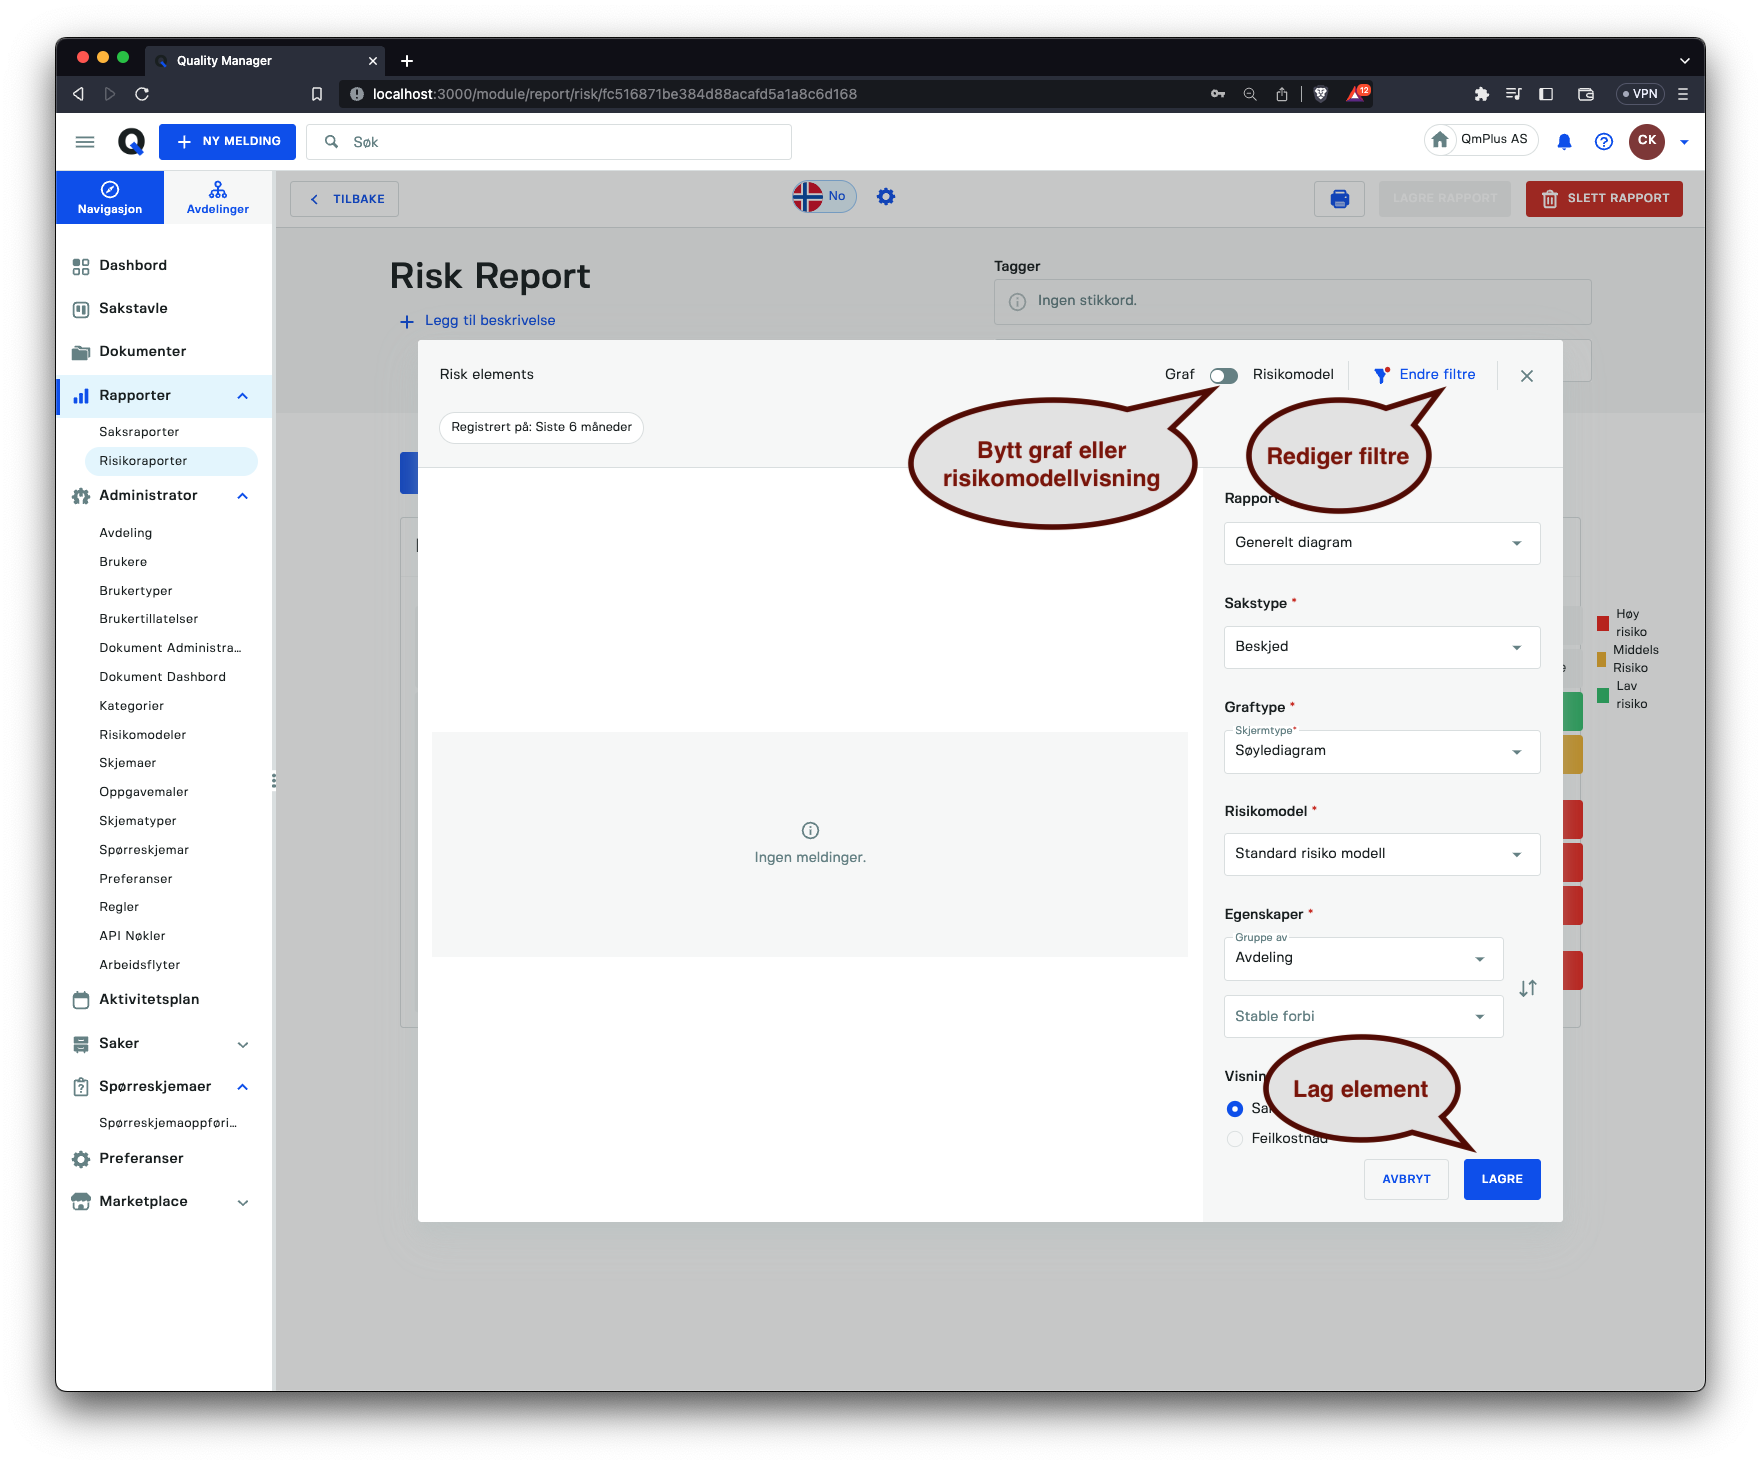 Quality Manager
localhost:3000/module/report/risk/fc516871be384d88acafd5a1a8c6d168
12
VPN
NY MELDING
Søk
QmPlus AS
CK
Navigasjon
Avdelinger
TILBAKE
No
LAGRE RAPPORT
SLETT RAPPORT
Dashbord
Sakstavle
Dokumenter
Rapporter
Saksraporter
Risikoraporter
Administrator
Avdeling
Brukere
Brukertyper
Brukertillatelser
Dokument Administra…
Dokument Dashbord
Kategorier
Risikomodeler
Skjemaer
Oppgavemaler
Skjematyper
Spørreskjemar
Preferanser
Regler
API Nøkler
Arbeidsflyter
Aktivitetsplan
Saker
Spørreskjemaer
Spørreskjemaoppføri…
Preferanser
Marketplace
Risk Report
Legg til beskrivelse
Tagger
Ingen stikkord.
Risk elements
Graf
Risikomodel
Endre filtre
Registrert på: Siste 6 måneder
Bytt graf eller
risikomodellvisning
Rediger filtre
Ingen meldinger.
Rapport
Generelt diagram
Sakstype *
Beskjed
Graftype *
Skjermtype*
Søylediagram
Risikomodel *
Standard risiko modell
Egenskaper *
Gruppe av
Avdeling
Stable forbi
Lag element
Feilkostnad
AVBRYT
LAGRE
Høy
risiko
Middels
Risiko
Lav
risiko